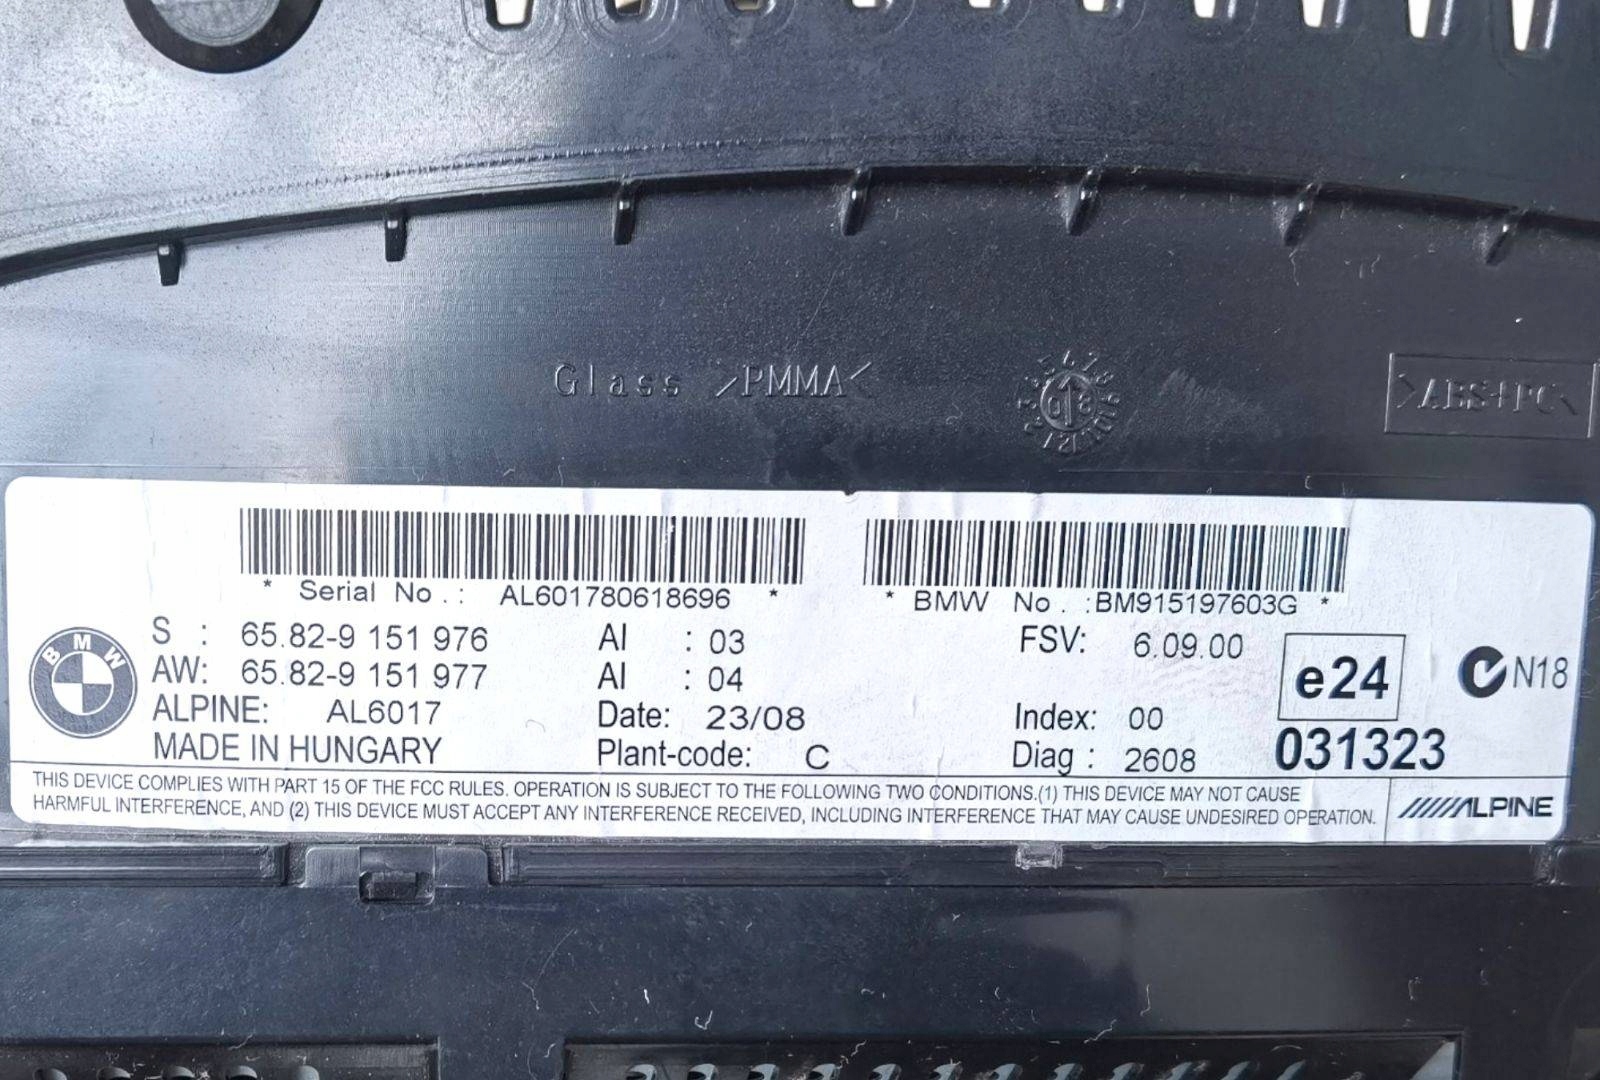 Glass >PMMA<
>ABS+PC<
* Serial No.: AL601780618696 *
* BMW No. :BM915197603G *
BMW
S : 65.82-9 151 976 AI : 03 FSV: 6.09.00
AW: 65.82-9 151 977 AI : 04
e24
N18
ALPINE: AL6017 Date: 23/08 Index: 00
MADE IN HUNGARY Plant-code: C Diag : 2608
031323
THIS DEVICE COMPLIES WITH PART 15 OF THE FCC RULES. OPERATION IS SUBJECT TO THE FOLLOWING TWO CONDITIONS.(1) THIS DEVICE MAY NOT CAUSE
HARMFUL INTERFERENCE, AND (2) THIS DEVICE MUST ACCEPT ANY INTERFERENCE RECEIVED, INCLUDING INTERFERENCE THAT MAY CAUSE UNDESIRED OPERATION.
ALPINE